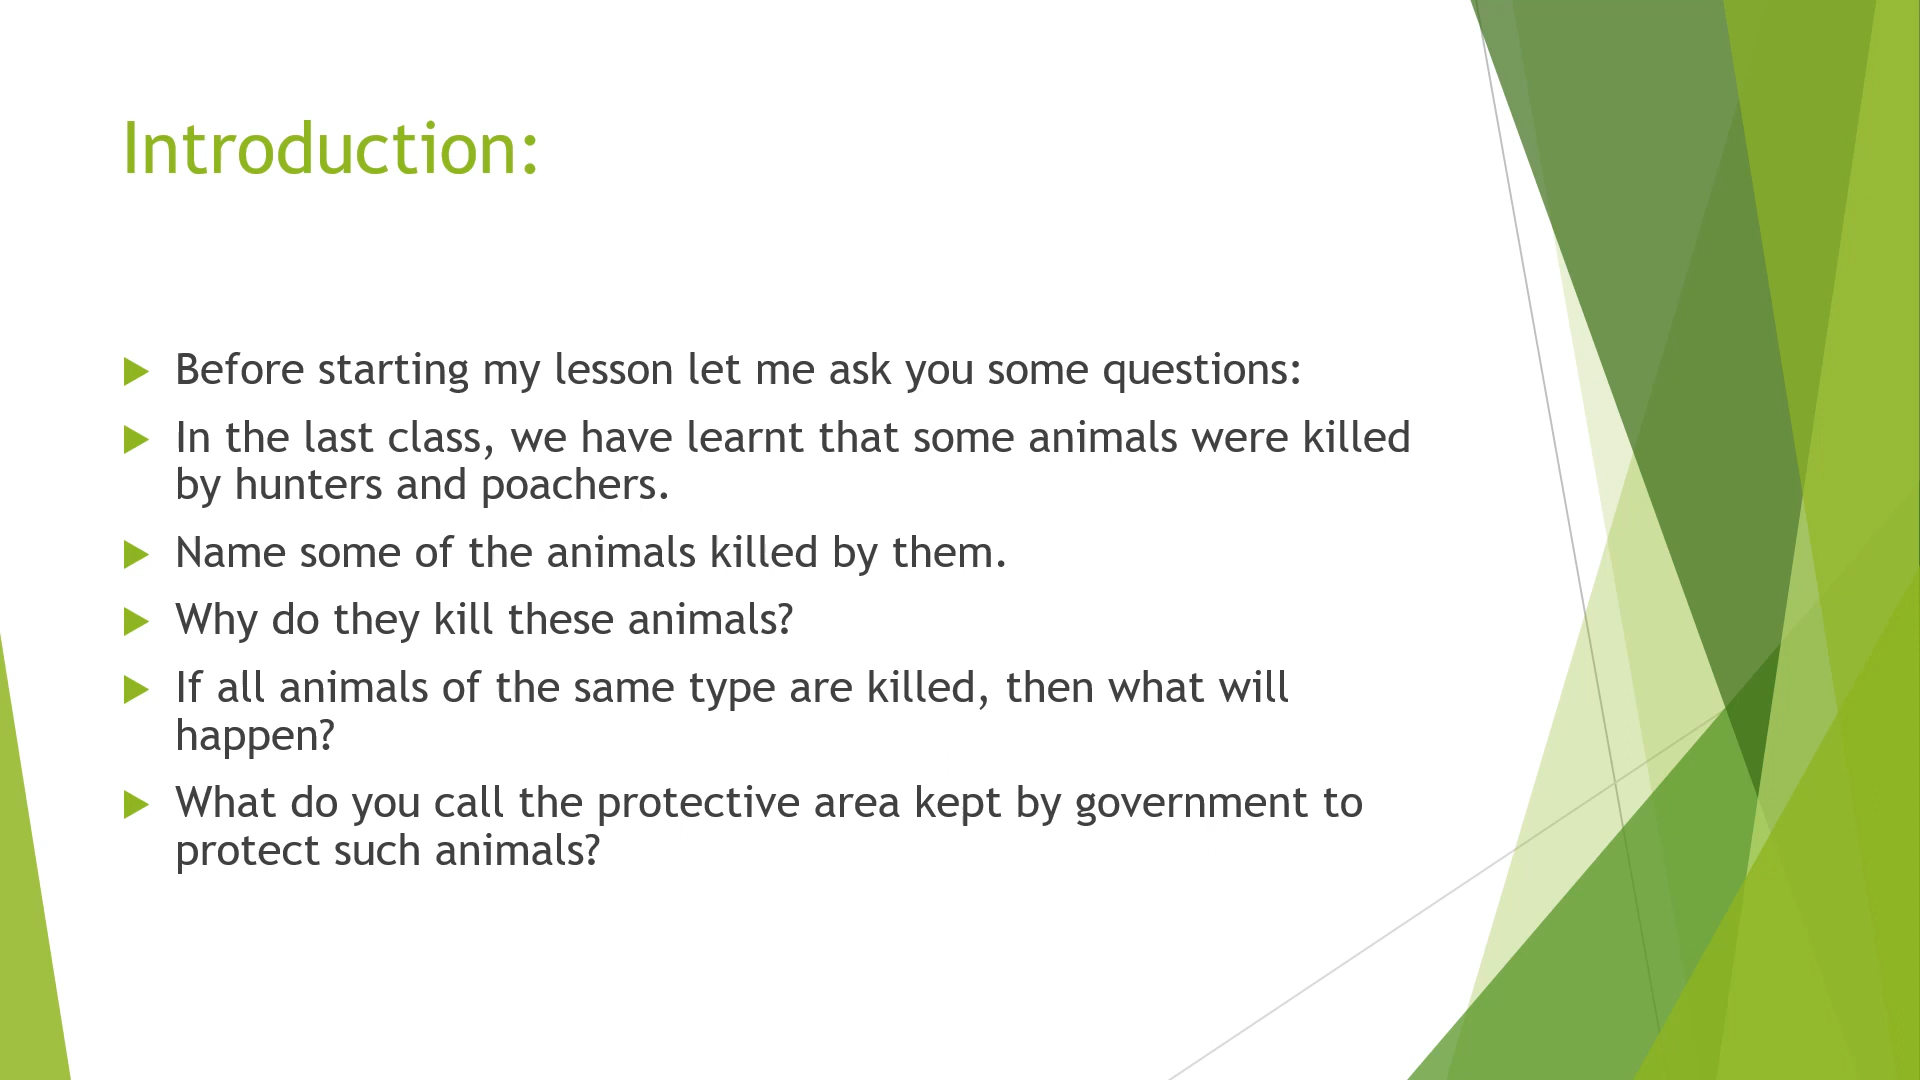 Introduction:
Before starting my lesson let me ask you some questions:
In the last class, we have learnt that some animals were killed
by hunters and poachers.
Name some of the animals killed by them.
Why do they kill these animals?
If all animals of the same type are killed, then what will
happen?
What do you call the protective area kept by government to
protect such animals?